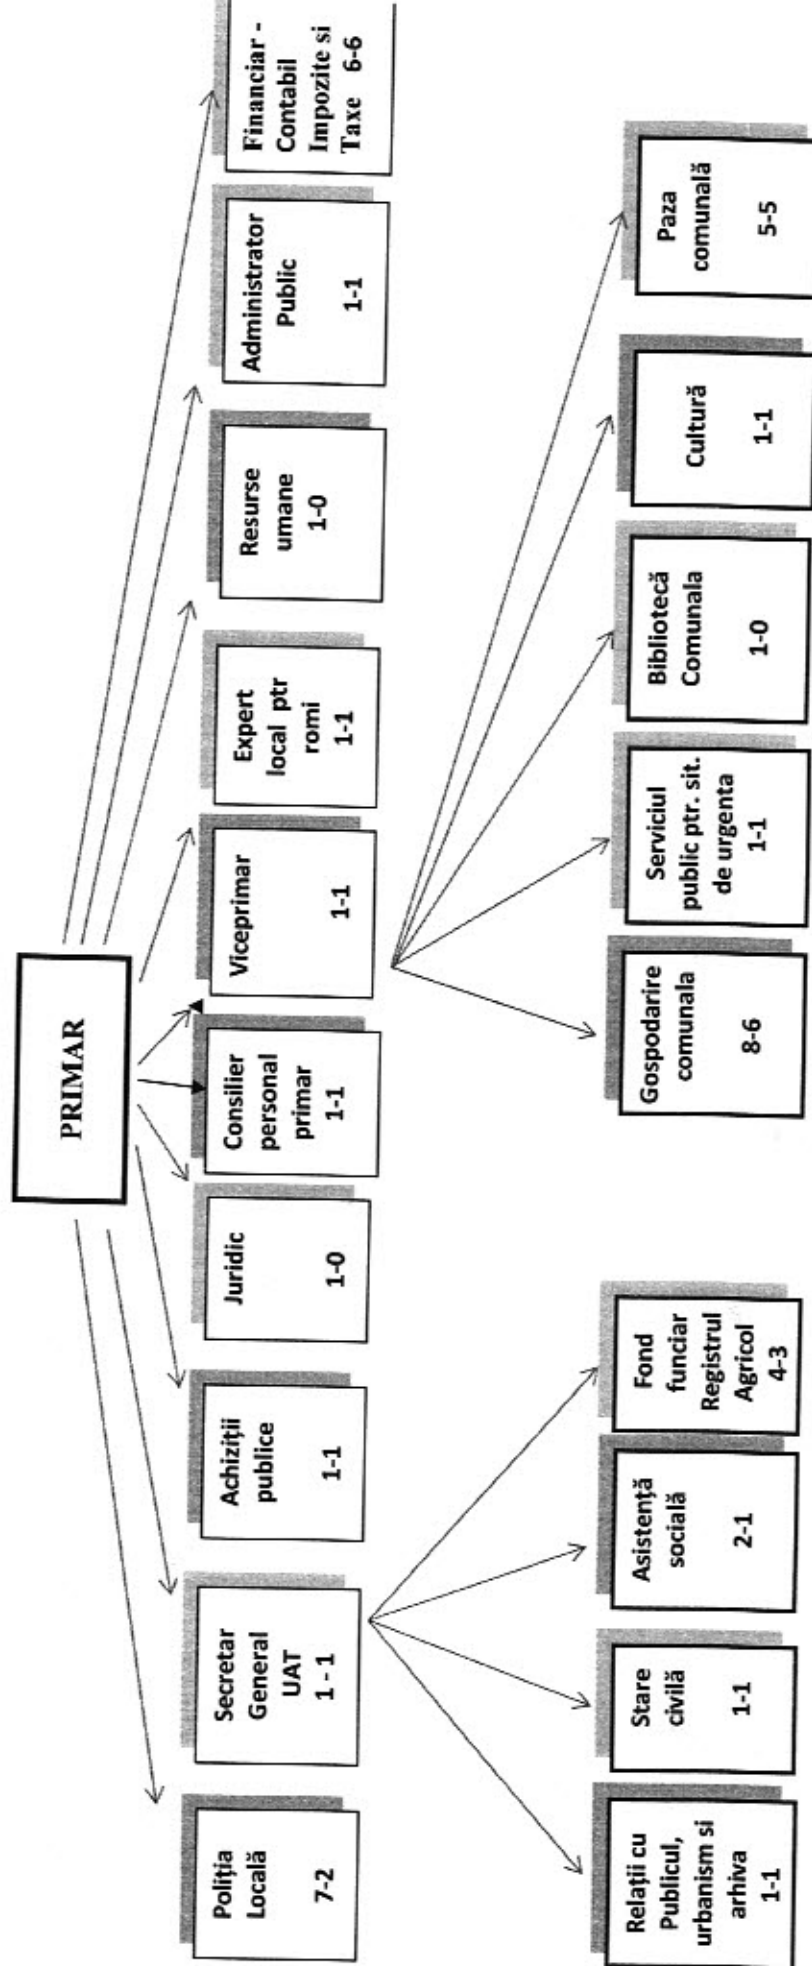 PRIMAR
Poliția
Locală
7-2
Secretar
General
UAT
1 - 1
Achiziții
publice
1-1
Juridic
1-0
Consilier
personal
primar
1-1
Viceprimar
1-1
Expert
local ptr
romi
1-1
Resurse
umane
1-0
Administrator
Public
1-1
Financiar -
Contabil
Impozite si
Taxe 6-6
Relații cu
Publicul,
urbanism si
arhiva
1-1
Stare
civilă
1-1
Asistență
socială
2-1
Fond
funciar
Registrul
Agricol
4-3
Gospodarire
comunala
8-6
Serviciul
public ptr. sit.
de urgenta
1-1
Bibliotecă
Comunala
1-0
Cultură
1-1
Paza
comunală
5-5